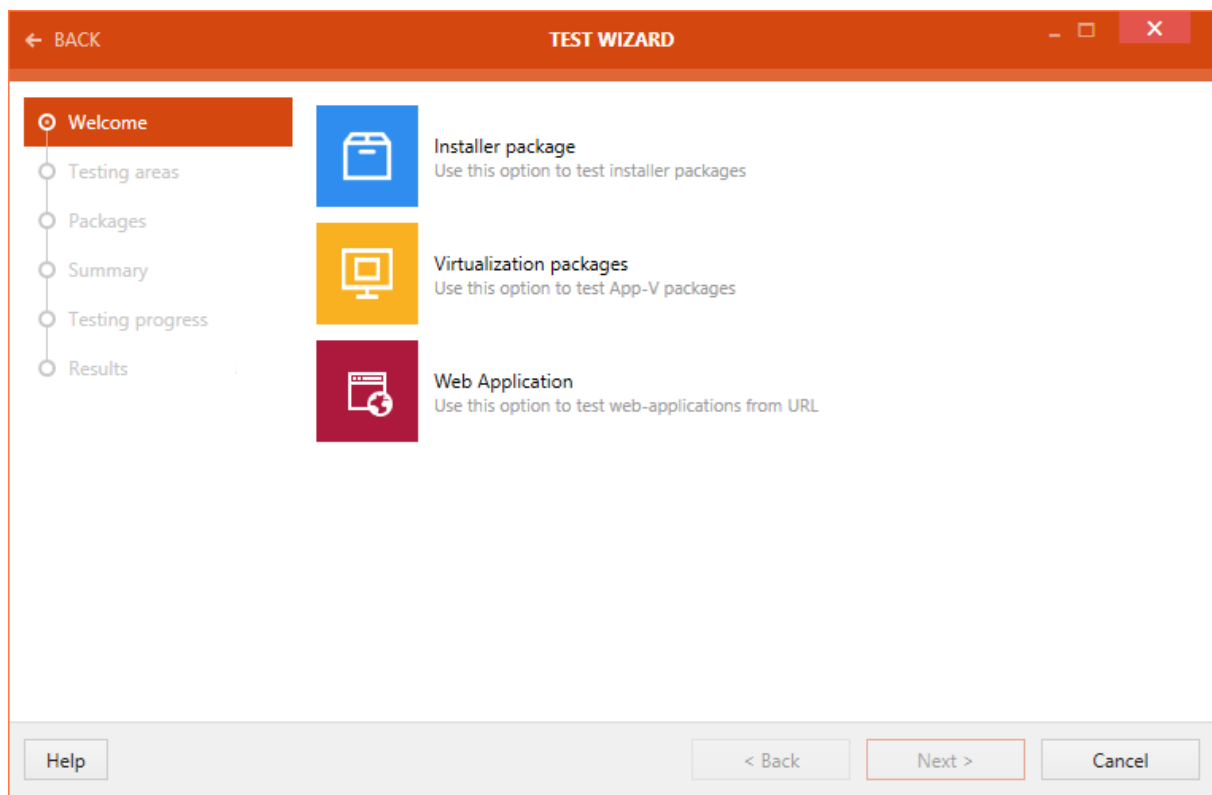 BACK
TEST WIZARD
Welcome
Testing areas
Packages
Summary
Testing progress
Results
Installer package
Use this option to test installer packages
Virtualization packages
Use this option to test App-V packages
Web Application
Use this option to test web-applications from URL
Help
< Back
Next >
Cancel